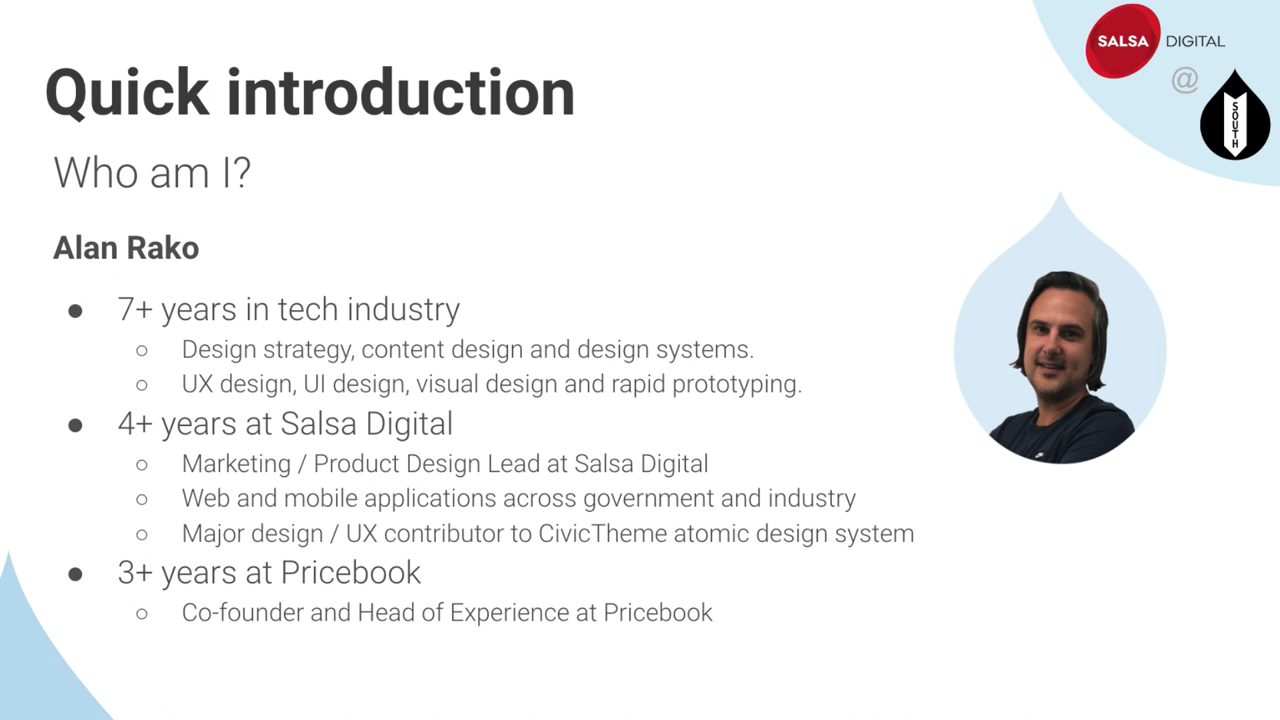 SALSA DIGITAL
@
SOUTH
Quick introduction
Who am I?
Alan Rako
● 7+ years in tech industry
○ Design strategy, content design and design systems.
○ UX design, UI design, visual design and rapid prototyping.
● 4+ years at Salsa Digital
○ Marketing / Product Design Lead at Salsa Digital
○ Web and mobile applications across government and industry
○ Major design / UX contributor to CivicTheme atomic design system
● 3+ years at Pricebook
○ Co-founder and Head of Experience at Pricebook